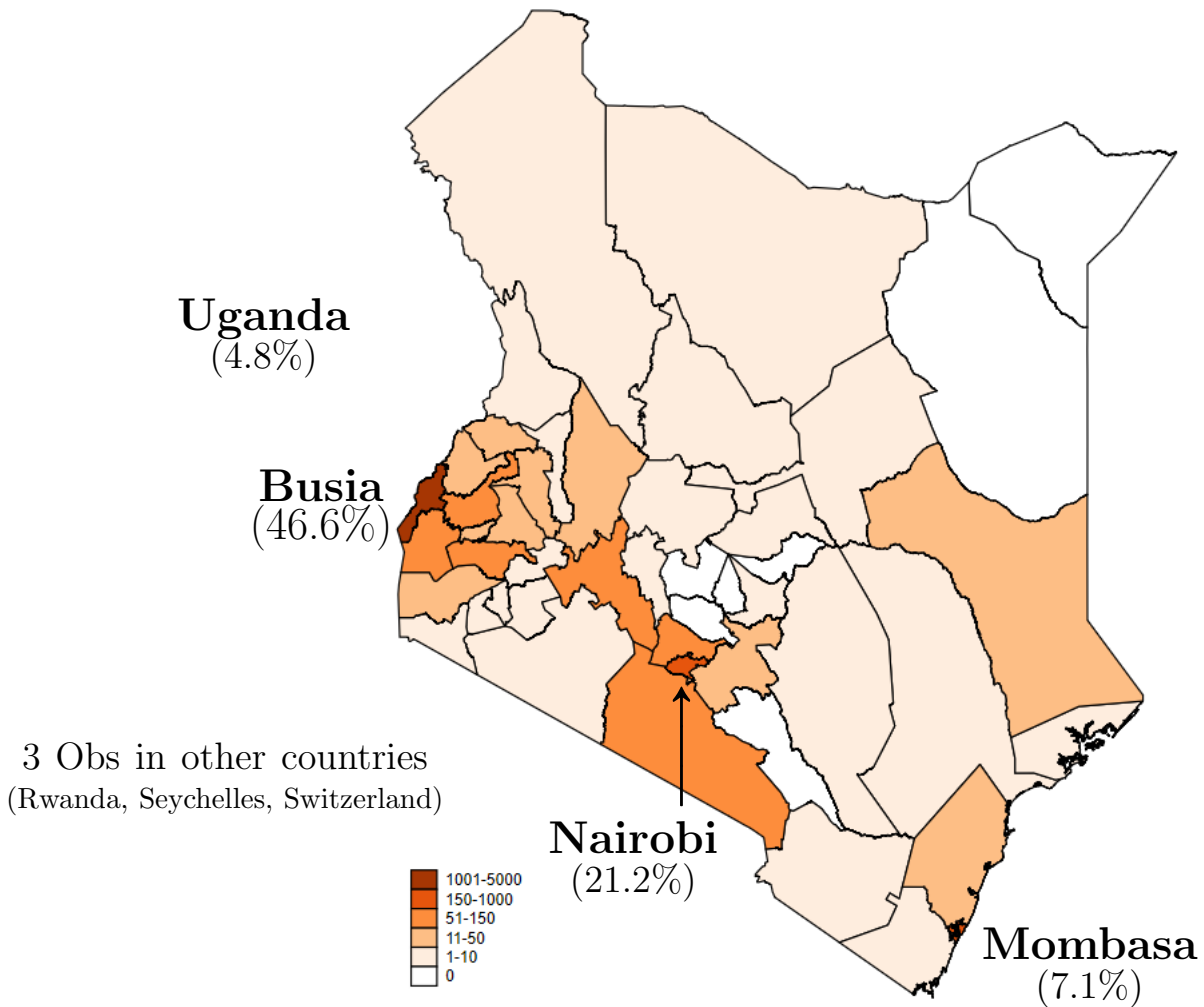 Uganda
(4.8%)
Busia
(46.6%)
3 Obs in other countries
(Rwanda, Seychelles, Switzerland)
Nairobi
(21.2%)
1001-5000
150-1000
51-150
11-50
1-10
0
Mombasa
(7.1%)